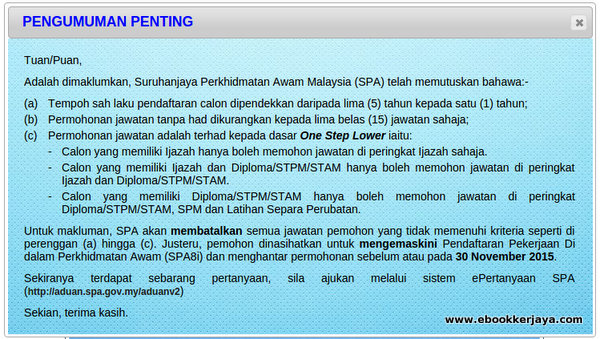 PENGUMUMAN PENTING
Tuan/Puan,
Adalah dimaklumkan, Suruhanjaya Perkhidmatan Awam Malaysia (SPA) telah memutuskan bahawa:-
(a) Tempoh sah laku pendaftaran calon dipendekkan daripada lima (5) tahun kepada satu (1) tahun;
(b) Permohonan jawatan tanpa had dikurangkan kepada lima belas (15) jawatan sahaja;
(c) Permohonan jawatan adalah terhad kepada dasar One Step Lower iaitu:
- Calon yang memiliki Ijazah hanya boleh memohon jawatan di peringkat Ijazah sahaja.
- Calon yang memiliki Ijazah dan Diploma/STPM/STAM hanya boleh memohon jawatan di peringkat
Ijazah dan Diploma/STPM/STAM.
- Calon yang memiliki Diploma/STPM/STAM hanya boleh memohon jawatan di peringkat
Diploma/STPM/STAM, SPM dan Latihan Separa Perubatan.
Untuk makluman, SPA akan membatalkan semua jawatan pemohon yang tidak memenuhi kriteria seperti di
perenggan (a) hingga (c). Justeru, pemohon dinasihatkan untuk mengemaskini Pendaftaran Pekerjaan Di
dalam Perkhidmatan Awam (SPA8i) dan menghantar permohonan sebelum atau pada 30 November 2015.
Sekiranya terdapat sebarang pertanyaan, sila ajukan melalui sistem ePertanyaan SPA
(http://aduan.spa.gov.my/aduanv2)
Sekian, terima kasih.
www.ebookkerjaya.com